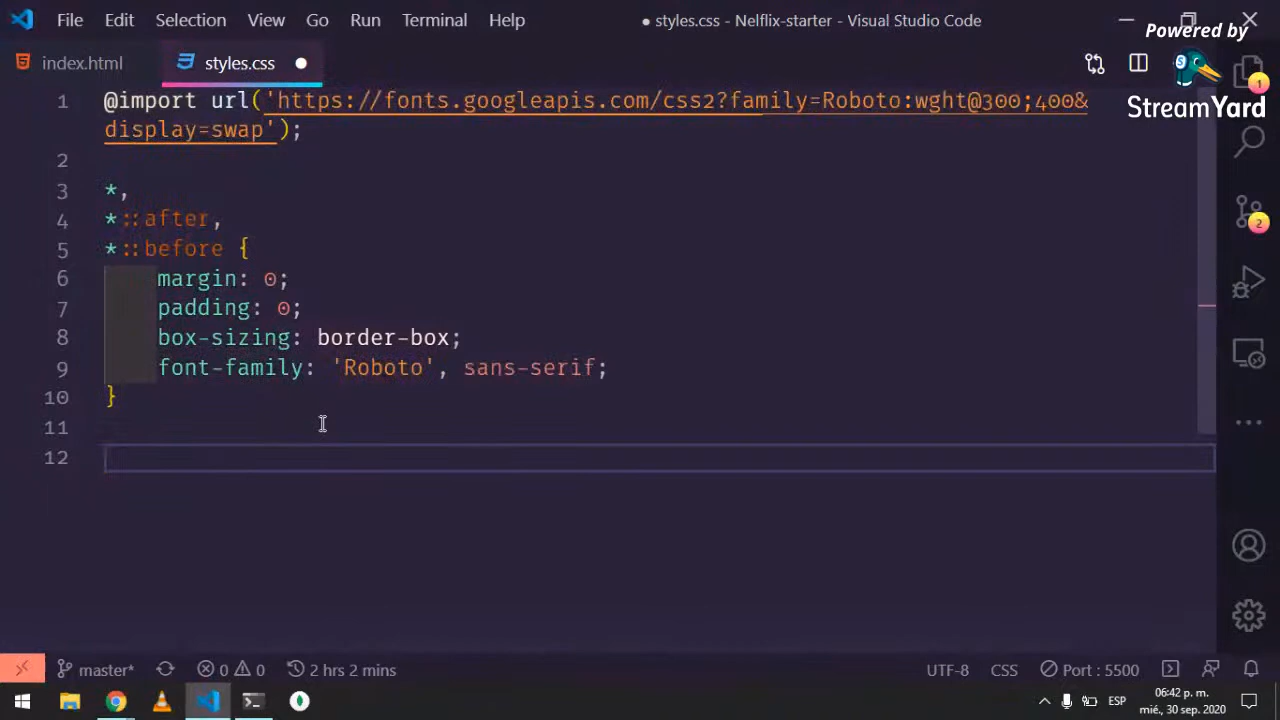 File Edit Selection View Go Run Terminal Help ● styles.css - Nelflix-starter - Visual Studio Code
Powered by
StreamYard
index.html styles.css
1 @import url('https://fonts.googleapis.com/css2?family=Roboto:wght@300;400&
display=swap');
2
3 *,
4 *::after,
5 *::before {
6 margin: 0;
7 padding: 0;
8 box-sizing: border-box;
9 font-family: 'Roboto', sans-serif;
10 }
11
12
1
2
master* 0 0 2 hrs 2 mins UTF-8 CSS Port : 5500
ESP 06:42 p. m.
mié., 30 sep. 2020